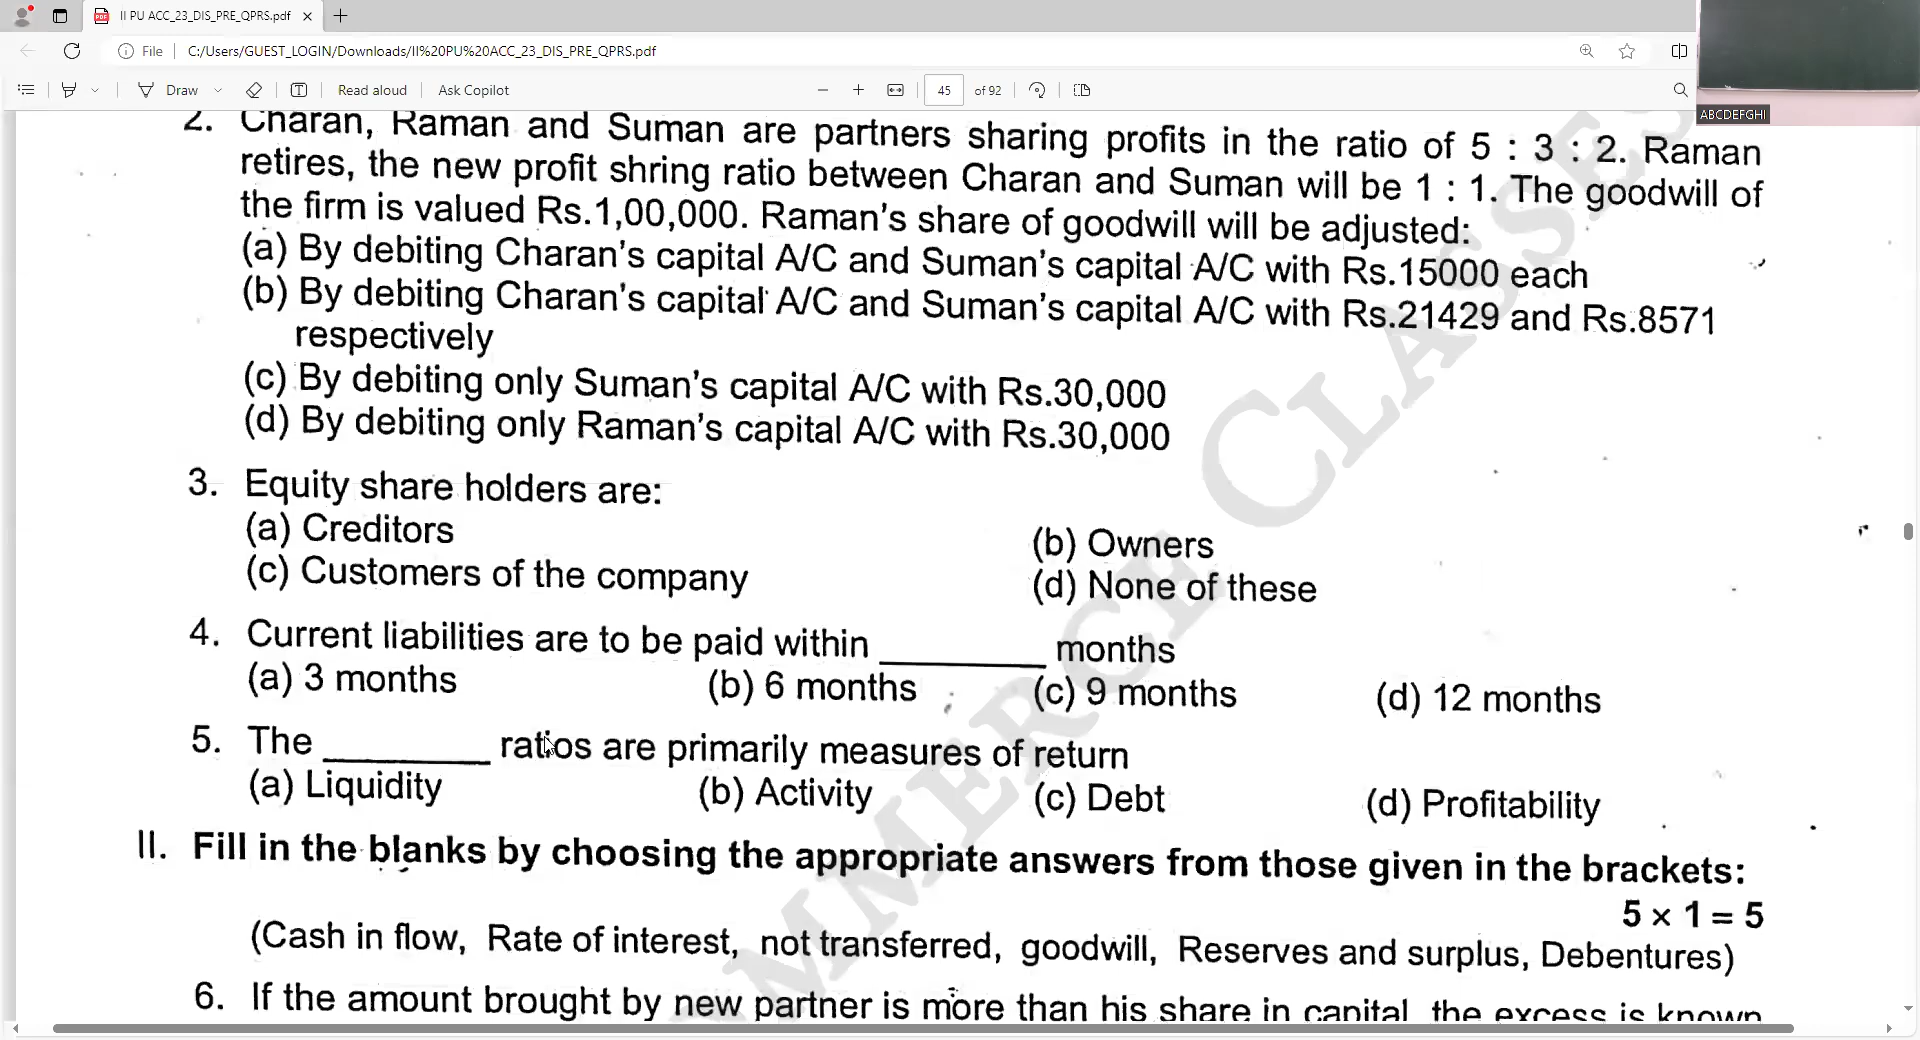 II PU ACC_23_DIS_PRE_QPRS.pdf
File C:/Users/GUEST_LOGIN/Downloads/II%20PU%20ACC_23_DIS_PRE_QPRS.pdf
Draw Read aloud Ask Copilot 45 of 92
ABCDEFGHI
2. Charan, Raman and Suman are partners sharing profits in the ratio of 5 : 3 : 2. Raman
retires, the new profit shring ratio between Charan and Suman will be 1 : 1. The goodwill of
the firm is valued Rs.1,00,000. Raman's share of goodwill will be adjusted:
(a) By debiting Charan's capital A/C and Suman's capital A/C with Rs.15000 each
(b) By debiting Charan's capital A/C and Suman's capital A/C with Rs.21429 and Rs.8571
respectively
(c) By debiting only Suman's capital A/C with Rs.30,000
(d) By debiting only Raman's capital A/C with Rs.30,000
3. Equity share holders are:
(a) Creditors (b) Owners
(c) Customers of the company (d) None of these
4. Current liabilities are to be paid within ________ months
(a) 3 months (b) 6 months (c) 9 months (d) 12 months
5. The ________ ratios are primarily measures of return
(a) Liquidity (b) Activity (c) Debt (d) Profitability
II. Fill in the blanks by choosing the appropriate answers from those given in the brackets:
5 × 1 = 5
(Cash in flow, Rate of interest, not transferred, goodwill, Reserves and surplus, Debentures)
6. If the amount brought by new partner is more than his share in capital, the excess is known
MMERCE CLASSES